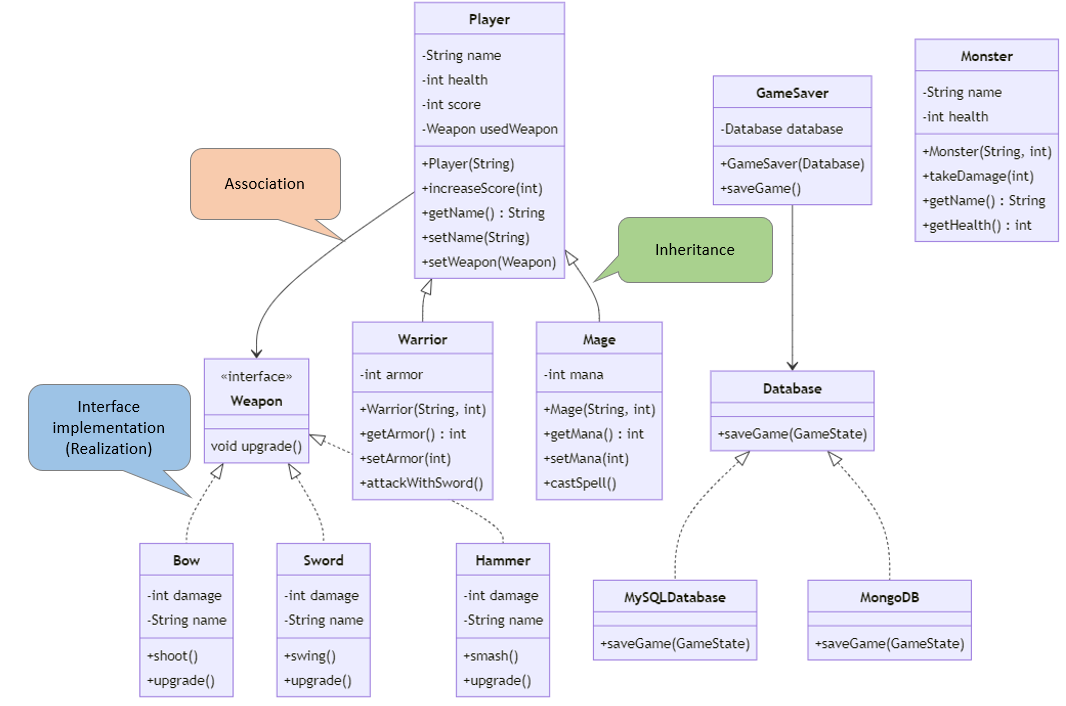 Player
-String name
-int health
-int score
-Weapon usedWeapon
+Player(String)
+increaseScore(int)
+getName() : String
+setName(String)
+setWeapon(Weapon)
GameSaver
-Database database
+GameSaver(Database)
+saveGame()
Monster
-String name
-int health
+Monster(String, int)
+takeDamage(int)
+getName() : String
+getHealth() : int
Association
Inheritance
Interface
implementation
(Realization)
«interface»
Weapon
void upgrade()
Warrior
-int armor
+Warrior(String, int)
+getArmor() : int
+setArmor(int)
+attackWithSword()
Mage
-int mana
+Mage(String, int)
+getMana() : int
+setMana(int)
+castSpell()
Database
+saveGame(GameState)
Bow
-int damage
-String name
+shoot()
+upgrade()
Sword
-int damage
-String name
+swing()
+upgrade()
Hammer
-int damage
-String name
+smash()
+upgrade()
MySQLDatabase
+saveGame(GameState)
MongoDB
+saveGame(GameState)